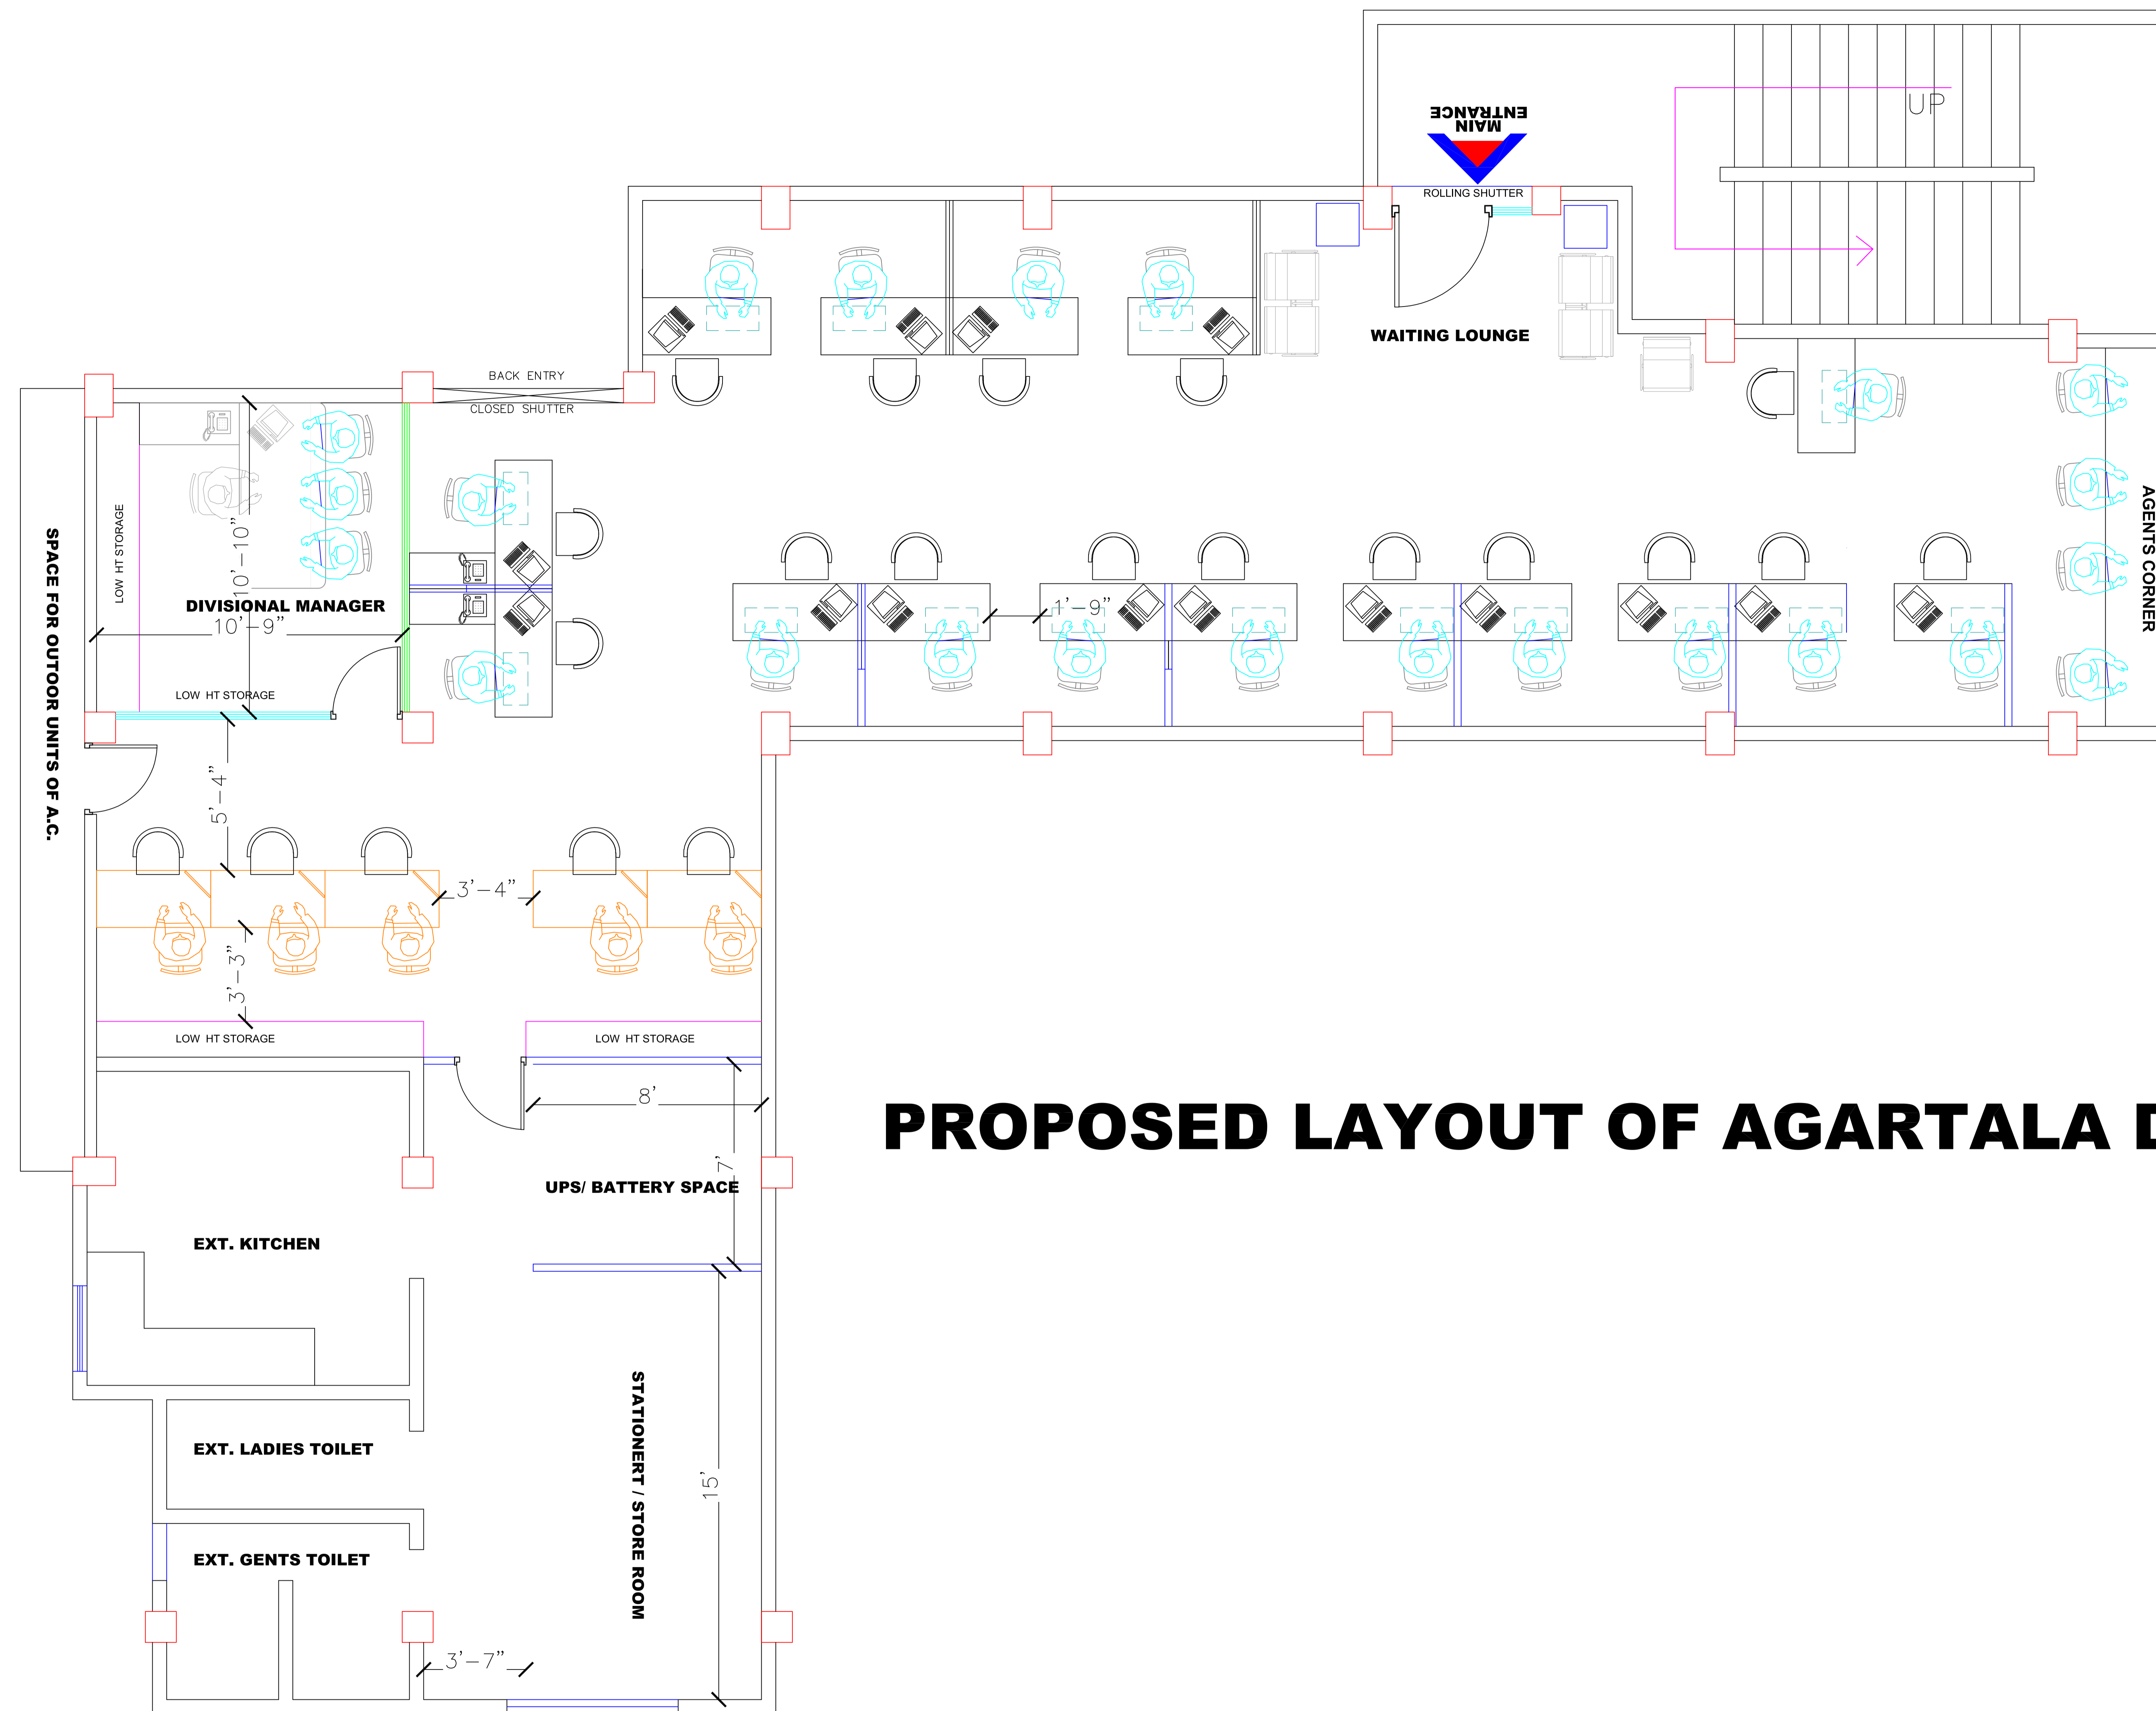 UP
MAIN
ENTRANCE
ROLLING SHUTTER
WAITING LOUNGE
BACK ENTRY
CLOSED SHUTTER
LOW HT STORAGE
10'-10"
DIVISIONAL MANAGER
10'-9"
LOW HT STORAGE
SPACE FOR OUTOOR UNITS OF A.C.
AGENTS CORNER
1'-9"
5'-4"
3'-4"
3'-3"
LOW HT STORAGE
LOW HT STORAGE
8'
7'
PROPOSED LAYOUT OF AGARTALA D
UPS/ BATTERY SPACE
EXT. KITCHEN
STATIONERT / STORE ROOM
EXT. LADIES TOILET
15'
EXT. GENTS TOILET
3'-7"